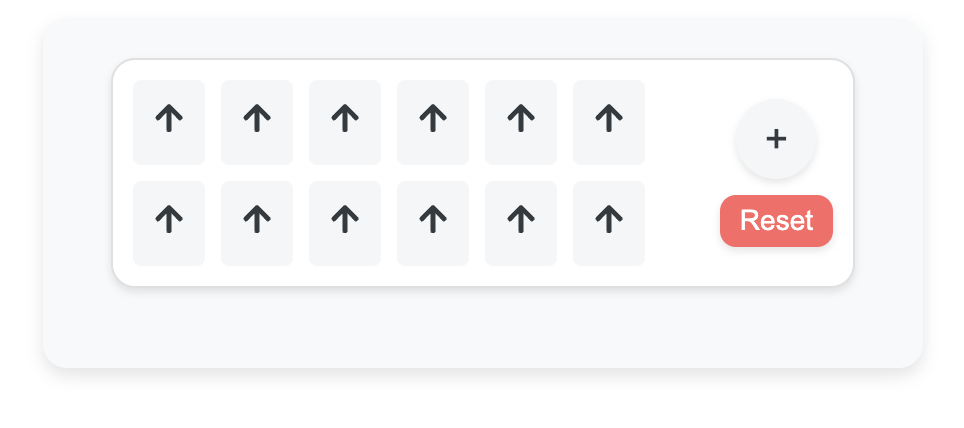 ↑ ↑ ↑ ↑ ↑ ↑
+
↑ ↑ ↑ ↑ ↑ ↑
Reset